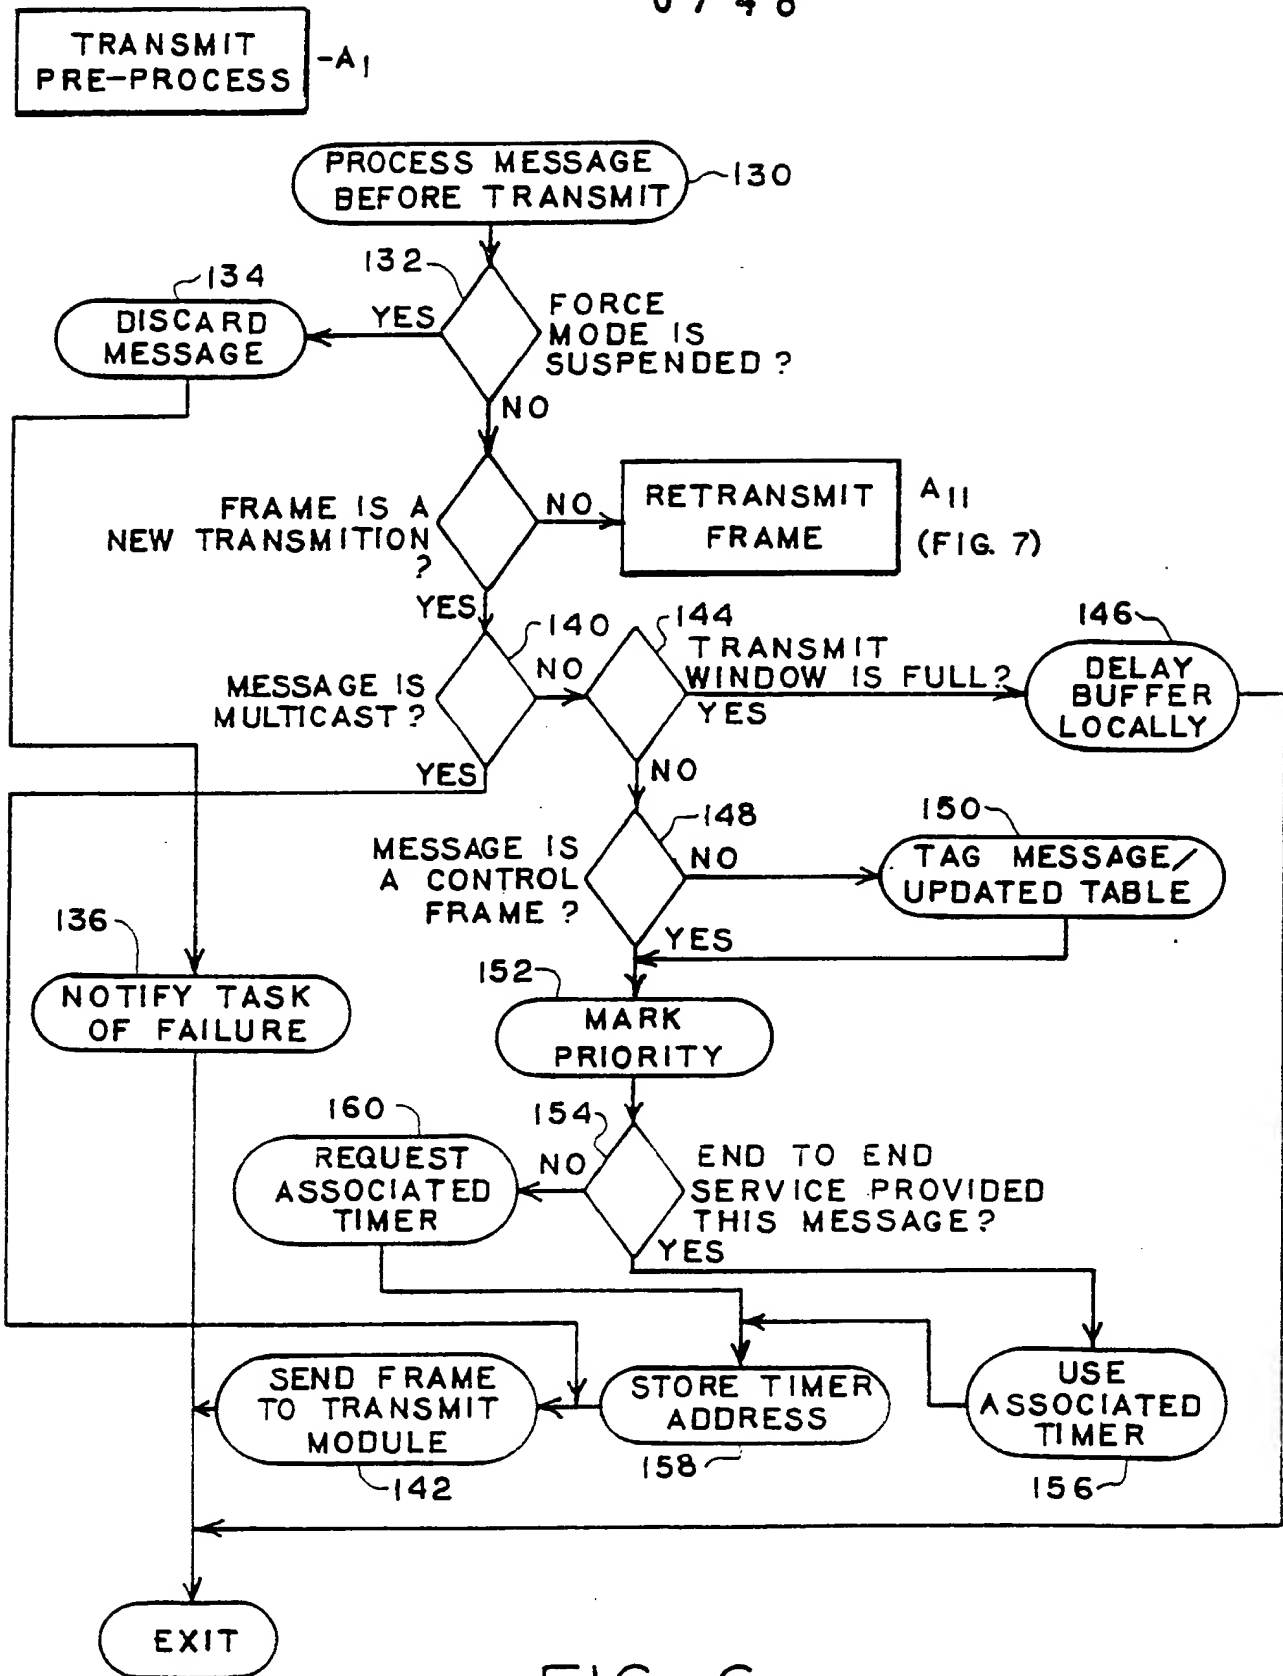 TRANSMIT
PRE-PROCESS
-A1
PROCESS MESSAGE
BEFORE TRANSMIT
130
132
134
DISCARD
MESSAGE
YES
FORCE
MODE IS
SUSPENDED?
NO
FRAME IS A
NEW TRANSMITION
?
NO
RETRANSMIT
FRAME
A11
(FIG. 7)
YES
140
144
146
MESSAGE IS
MULTICAST?
NO
TRANSMIT
WINDOW IS FULL?
YES
DELAY
BUFFER
LOCALLY
YES
NO
148
150
MESSAGE IS
A CONTROL
FRAME?
NO
TAG MESSAGE/
UPDATED TABLE
136
YES
NOTIFY TASK
OF FAILURE
152
MARK
PRIORITY
160
154
REQUEST
ASSOCIATED
TIMER
NO
END TO END
SERVICE PROVIDED
THIS MESSAGE?
YES
SEND FRAME
TO TRANSMIT
MODULE
142
STORE TIMER
ADDRESS
158
USE
ASSOCIATED
TIMER
156
EXIT